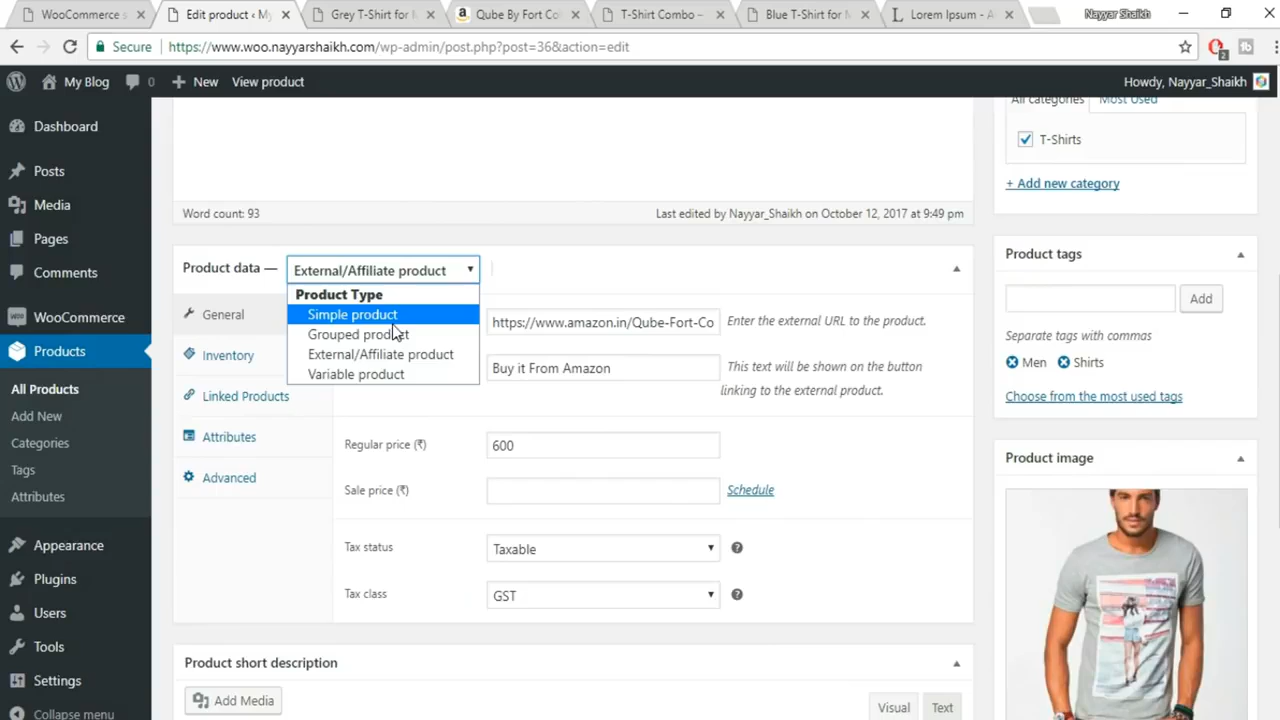 WooCommerce s
Edit product ‹ My
Grey T-Shirt for M
Qube By Fort Col
T-Shirt Combo –
Blue T-Shirt for M
Lorem Ipsum - A
Nayyar Shaikh
Secure
https://www.woo.nayyarshaikh.com/wp-admin/post.php?post=36&action=edit
2
My Blog
0
New
View product
Howdy, Nayyar_Shaikh
Dashboard
Posts
Media
Pages
Comments
WooCommerce
Products
All Products
Add New
Categories
Tags
Attributes
Appearance
Plugins
Users
Tools
Settings
Collapse menu
Word count: 93
Last edited by Nayyar_Shaikh on October 12, 2017 at 9:49 pm
Product data —
External/Affiliate product
Product Type
Simple product
Grouped product
External/Affiliate product
Variable product
General
Inventory
Linked Products
Attributes
Advanced
https://www.amazon.in/Qube-Fort-Co
Enter the external URL to the product.
Buy it From Amazon
This text will be shown on the button
linking to the external product.
Regular price (₹)
600
Sale price (₹)
Schedule
Tax status
Taxable
Tax class
GST
Product short description
Add Media
Visual
Text
All categories
Most Used
T-Shirts
+ Add new category
Product tags
Add
Separate tags with commas
Men
Shirts
Choose from the most used tags
Product image